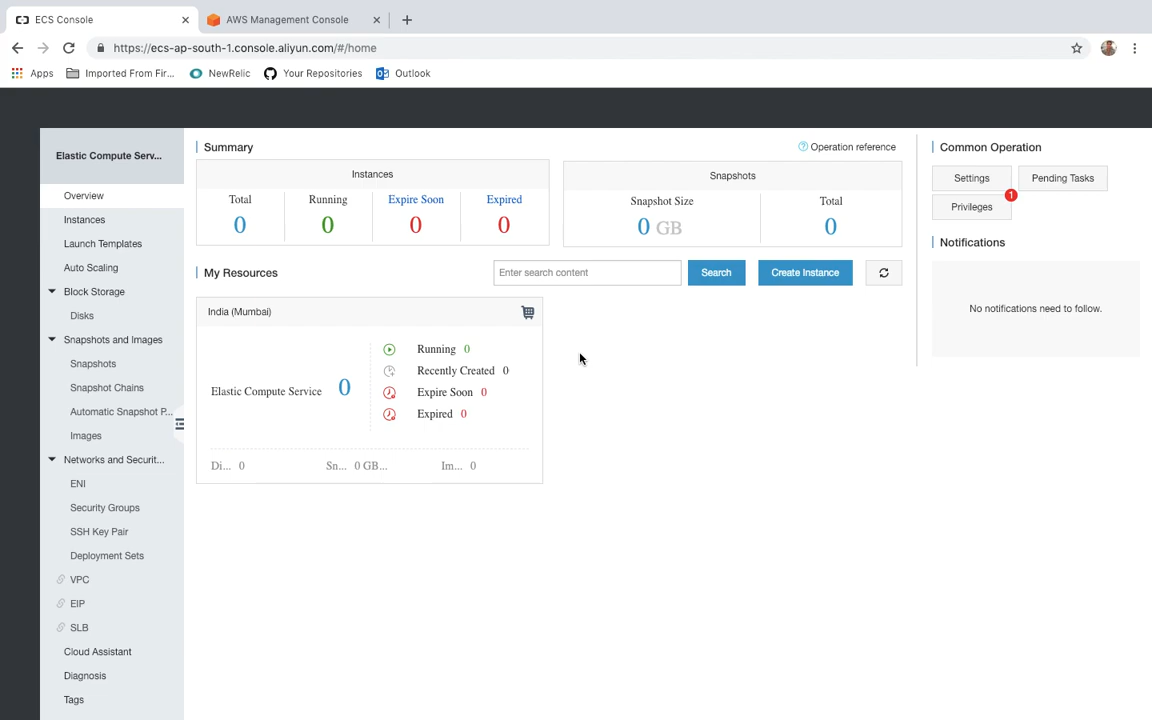 ECS Console
AWS Management Console
https://ecs-ap-south-1.console.aliyun.com/#/home
Apps
Imported From Fir...
NewRelic
Your Repositories
Outlook
Elastic Compute Serv...
Overview
Instances
Launch Templates
Auto Scaling
Block Storage
Disks
Snapshots and Images
Snapshots
Snapshot Chains
Automatic Snapshot P...
Images
Networks and Securit...
ENI
Security Groups
SSH Key Pair
Deployment Sets
VPC
EIP
SLB
Cloud Assistant
Diagnosis
Tags
Summary
Operation reference
Instances
Total
Running
Expire Soon
Expired
0
0
0
0
Snapshots
Snapshot Size
Total
0 GB
0
My Resources
Enter search content
Search
Create Instance
India (Mumbai)
Elastic Compute Service 0
Running 0
Recently Created 0
Expire Soon 0
Expired 0
Di... 0
Sn... 0 GB...
Im... 0
Common Operation
Settings
Pending Tasks
Privileges
1
Notifications
No notifications need to follow.